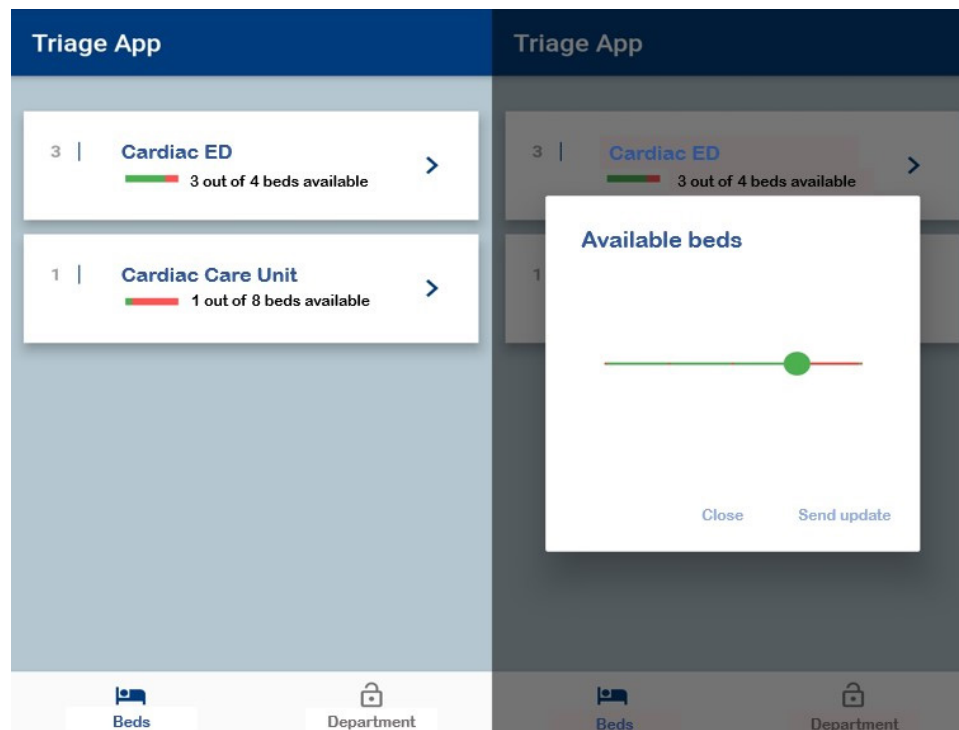 Triage App
3 | Cardiac ED
3 out of 4 beds available
1 | Cardiac Care Unit
1 out of 8 beds available
Beds
Department
Triage App
3 | Cardiac ED
3 out of 4 beds available
1
Available beds
Close
Send update
Beds
Department